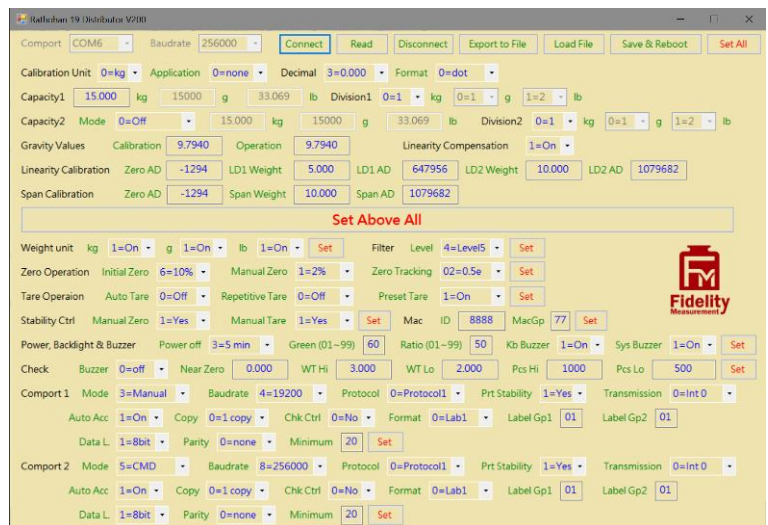 Rathohan 19 Distributor V200
Comport COM6 Baudrate 256000 Connect Read Disconnect Export to File Load File Save & Reboot Set All
Calibration Unit 0=kg Application 0=none Decimal 3=0.000 Format 0=dot
Capacity1 15.000 kg 15000 g 33.069 lb Division1 0=1 kg 0=1 g 1=2 lb
Capacity2 Mode 0=Off 15.000 kg 15000 g 33.069 lb Division2 0=1 kg 0=1 g 1=2 lb
Gravity Values Calibration 9.7940 Operation 9.7940 Linearity Compensation 1=On
Linearity Calibration Zero AD -1294 LD1 Weight 5.000 LD1 AD 647956 LD2 Weight 10.000 LD2 AD 1079682
Span Calibration Zero AD -1294 Span Weight 10.000 Span AD 1079682
Set Above All
Weight unit kg 1=On g 1=On lb 1=On Set Filter Level 4=Level5 Set
Zero Operation Initial Zero 6=10% Manual Zero 1=2% Zero Tracking 02=0.5e Set
Tare Operaion Auto Tare 0=Off Repetitive Tare 0=Off Preset Tare 1=On Set
FM
Fidelity
Measurement
Stability Ctrl Manual Zero 1=Yes Manual Tare 1=Yes Set Mac ID 8888 MacGp 77 Set
Power, Backlight & Buzzer Power off 3=5 min Green (01~99) 60 Ratio (01~99) 50 Kb Buzzer 1=On Sys Buzzer 1=On Set
Check Buzzer 0=off Near Zero 0.000 WT Hi 3.000 WT Lo 2.000 Pcs Hi 1000 Pcs Lo 500 Set
Comport 1 Mode 3=Manual Baudrate 4=19200 Protocol 0=Protocol1 Prt Stability 1=Yes Transmission 0=Int 0
Auto Acc 1=On Copy 0=1 copy Chk Ctrl 0=No Format 0=Lab1 Label Gp1 01 Label Gp2 01
Data L. 1=8bit Parity 0=none Minimum 20 Set
Comport 2 Mode 5=CMD Baudrate 8=256000 Protocol 0=Protocol1 Prt Stability 1=Yes Transmission 0=Int 0
Auto Acc 1=On Copy 0=1 copy Chk Ctrl 0=No Format 0=Lab1 Label Gp1 01 Label Gp2 01
Data L. 1=8bit Parity 0=none Minimum 20 Set